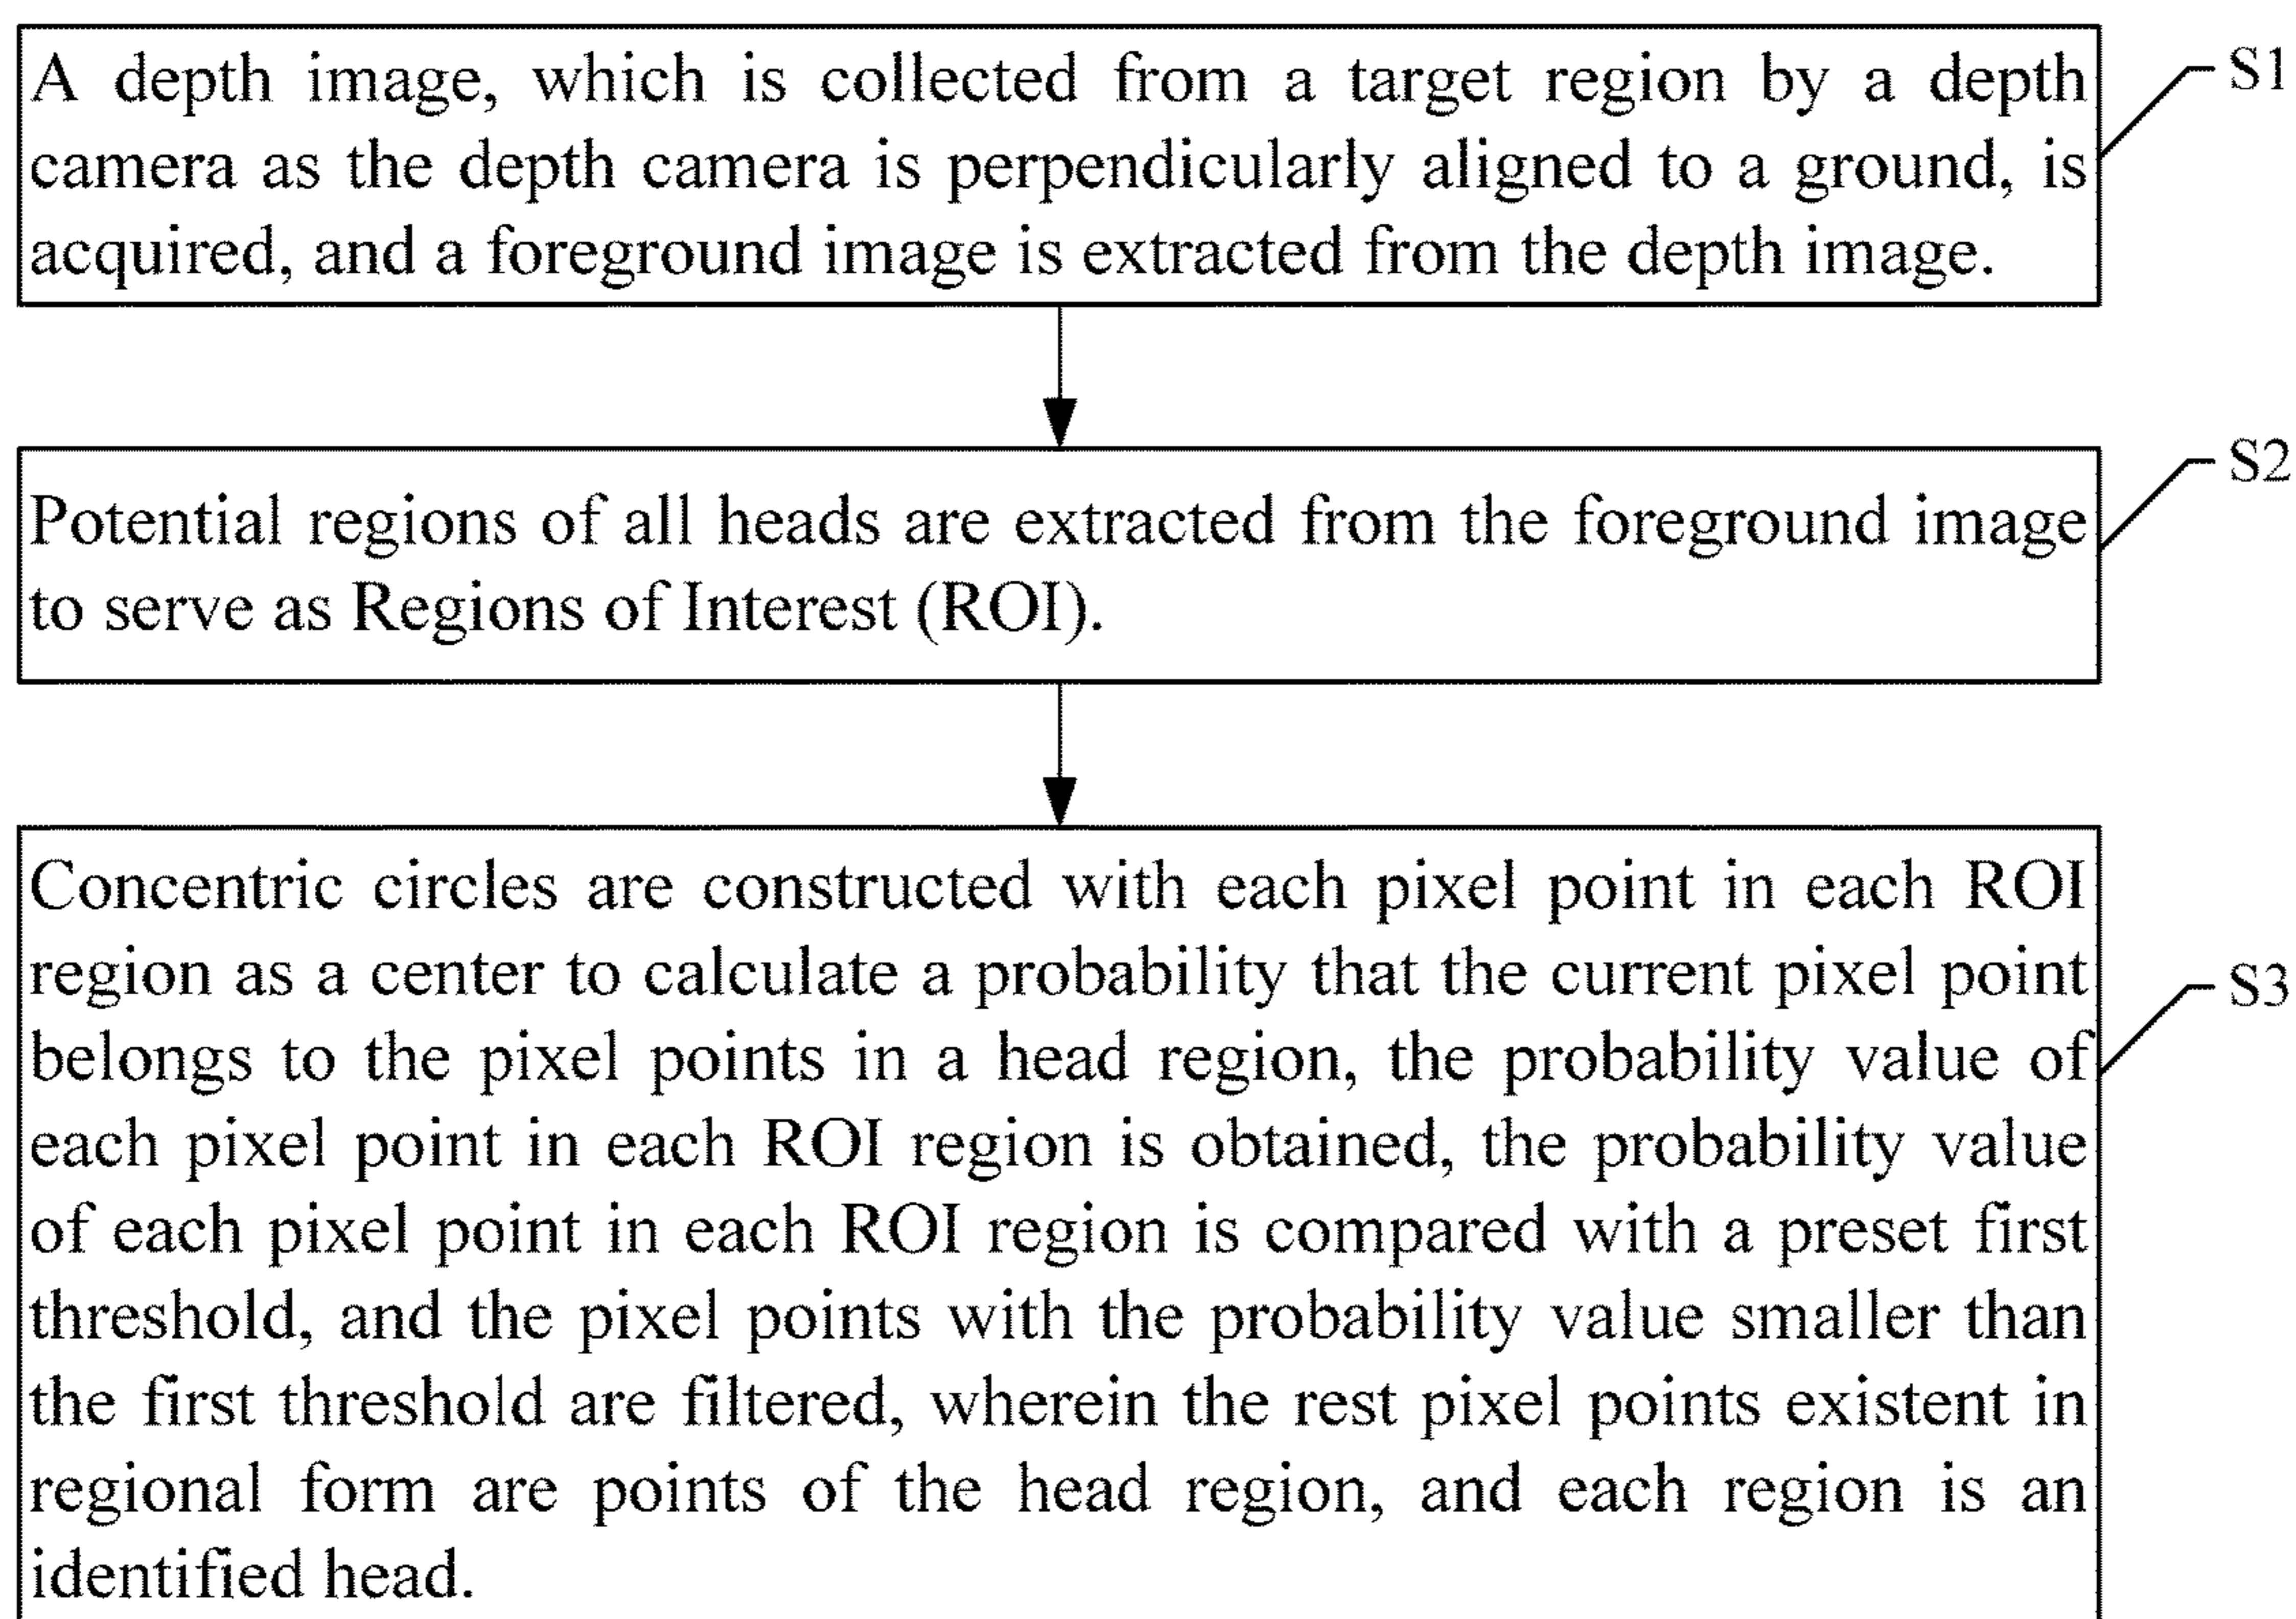 A depth image, which is collected from a target region by a depth
camera as the depth camera is perpendicularly aligned to a ground, is
acquired, and a foreground image is extracted from the depth image.
S1
Potential regions of all heads are extracted from the foreground image
to serve as Regions of Interest (ROI).
S2
Concentric circles are constructed with each pixel point in each ROI
region as a center to calculate a probability that the current pixel point
belongs to the pixel points in a head region, the probability value of
each pixel point in each ROI region is obtained, the probability value
of each pixel point in each ROI region is compared with a preset first
threshold, and the pixel points with the probability value smaller than
the first threshold are filtered, wherein the rest pixel points existent in
regional form are points of the head region, and each region is an
identified head.
S3